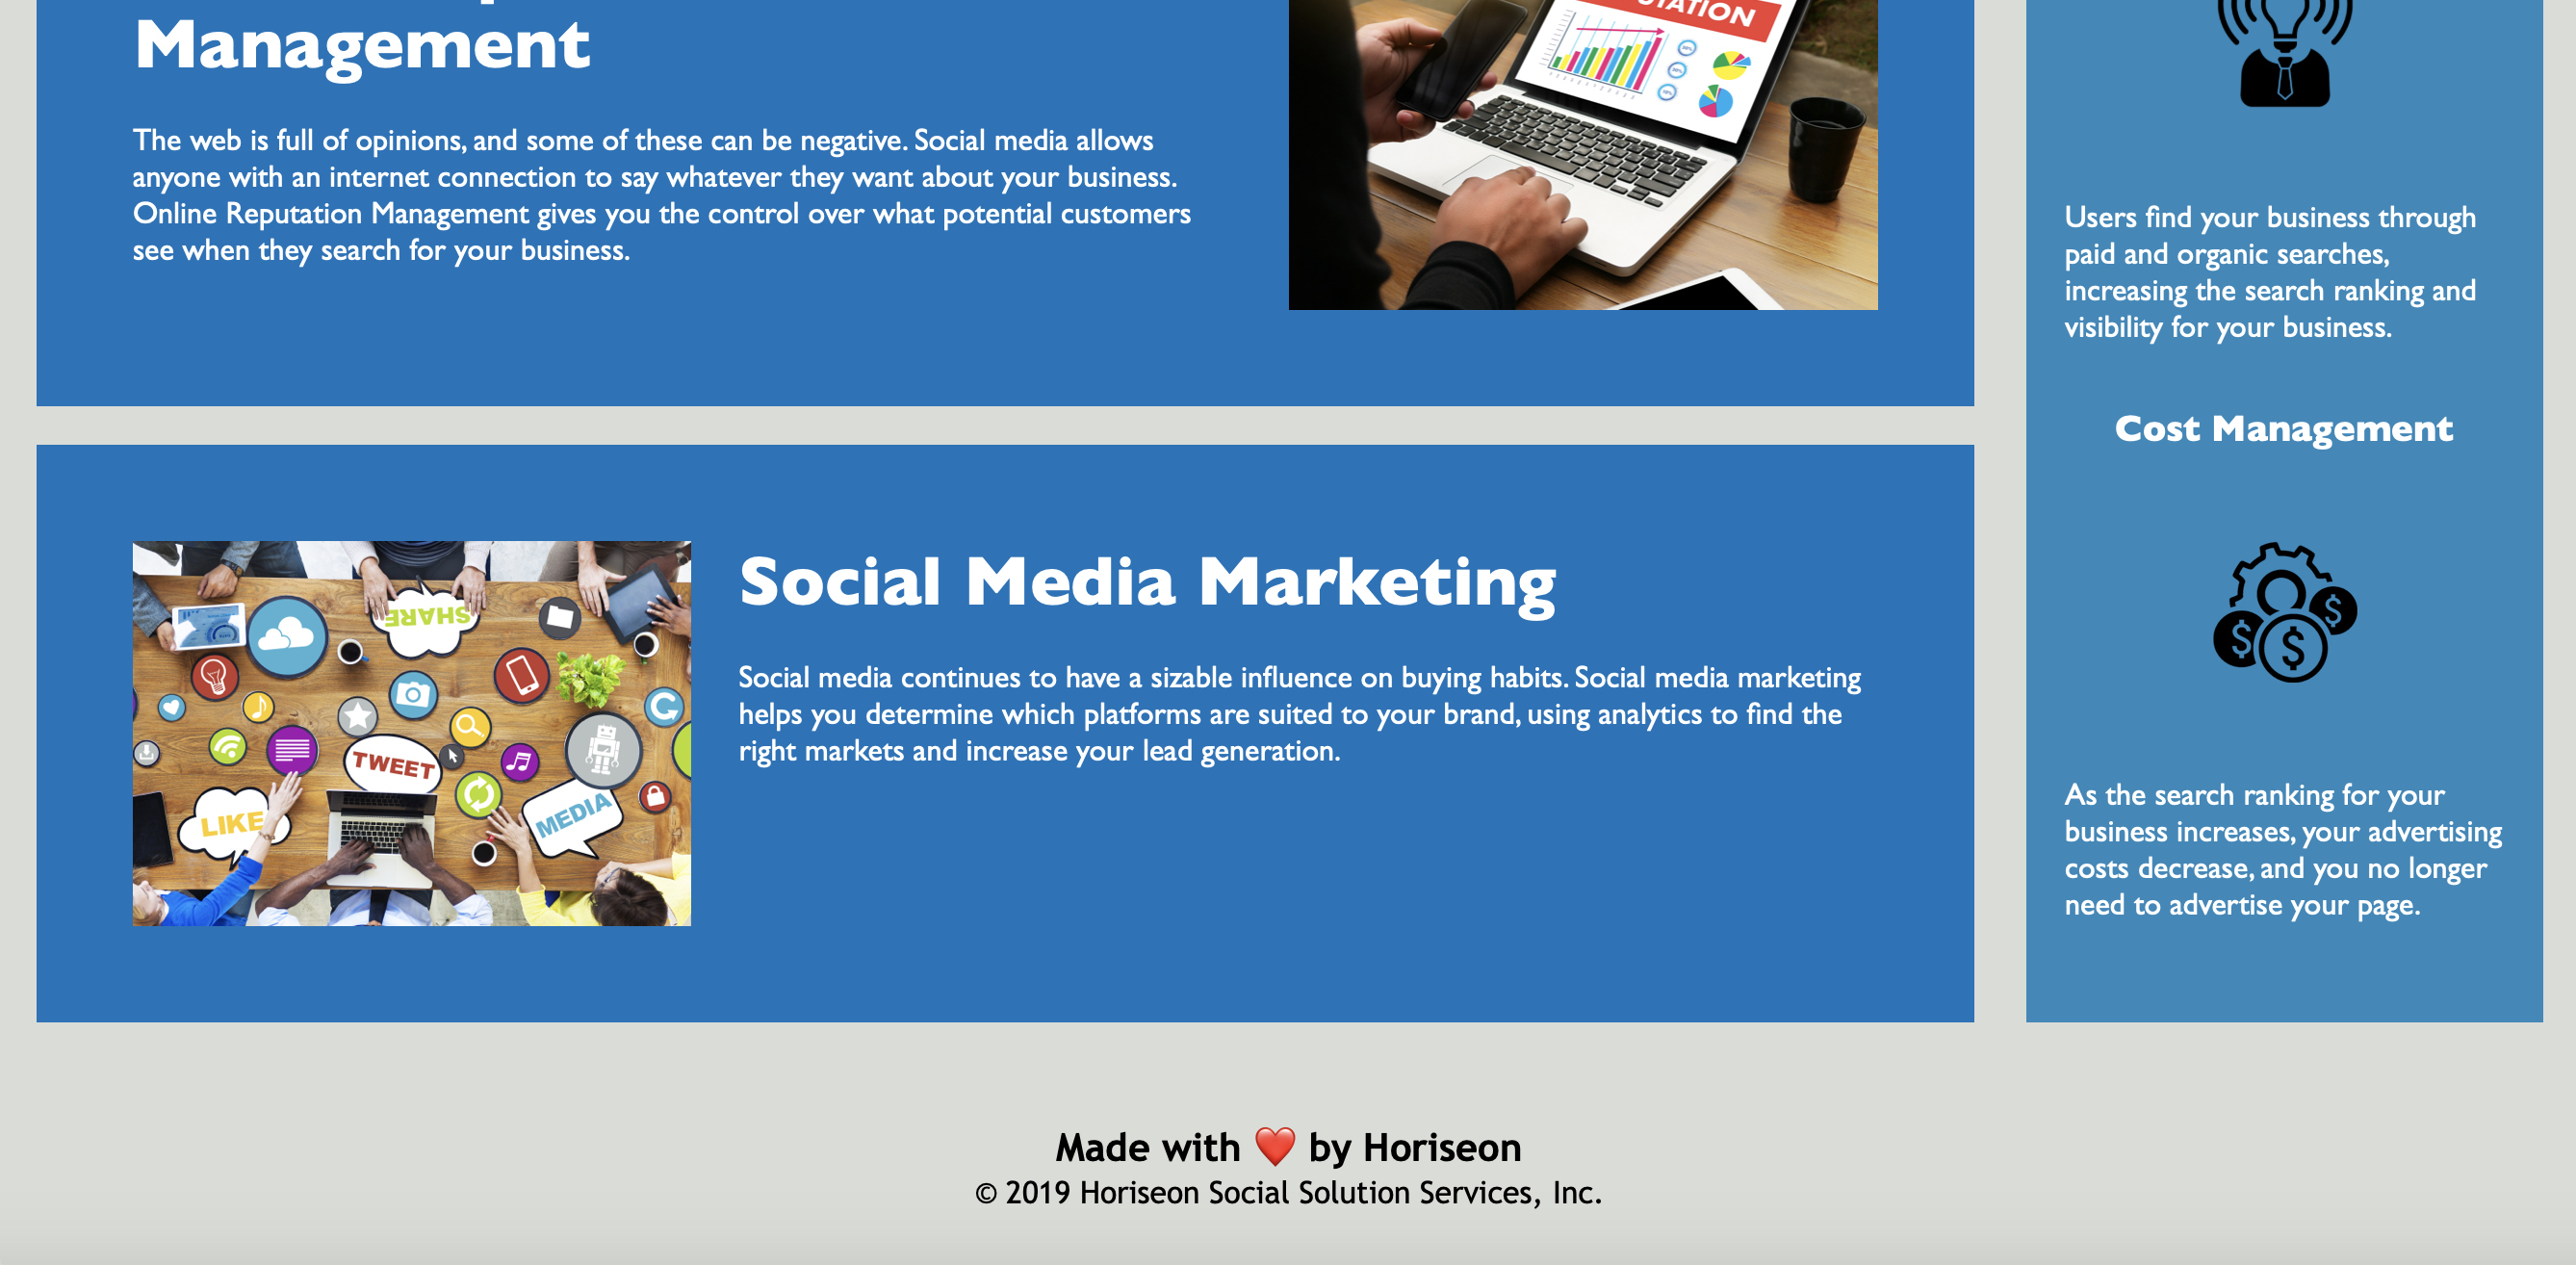 Management
The web is full of opinions, and some of these can be negative. Social media allows
anyone with an internet connection to say whatever they want about your business.
Online Reputation Management gives you the control over what potential customers
see when they search for your business.
Social Media Marketing
Social media continues to have a sizable influence on buying habits. Social media marketing
helps you determine which platforms are suited to your brand, using analytics to find the
right markets and increase your lead generation.
SHARE
TWEET
LIKE
MEDIA
Users find your business through
paid and organic searches,
increasing the search ranking and
visibility for your business.
Cost Management
$ $ $
As the search ranking for your
business increases, your advertising
costs decrease, and you no longer
need to advertise your page.
Made with ❤️ by Horiseon
© 2019 Horiseon Social Solution Services, Inc.